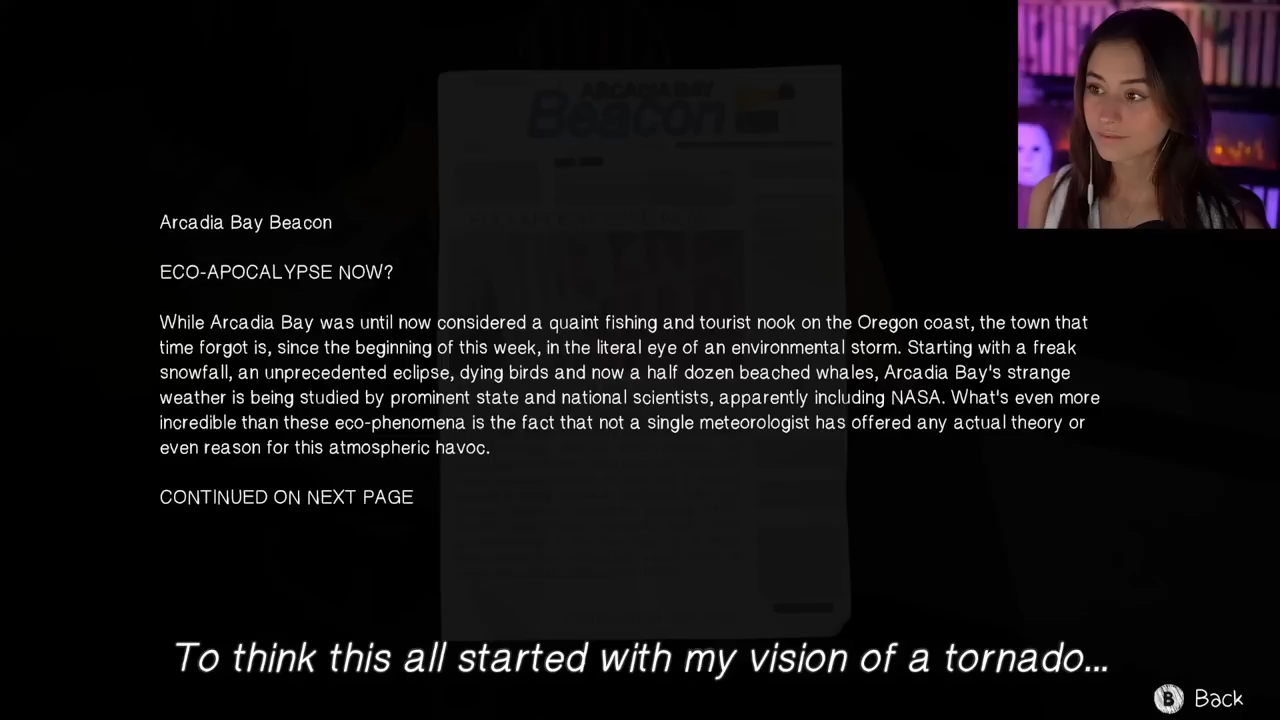 ARCADIA BAY
Beacon
Arcadia Bay Beacon
ECO-APOCALYPSE NOW?
While Arcadia Bay was until now considered a quaint fishing and tourist nook on the Oregon coast, the town that
time forgot is, since the beginning of this week, in the literal eye of an environmental storm. Starting with a freak
snowfall, an unprecedented eclipse, dying birds and now a half dozen beached whales, Arcadia Bay's strange
weather is being studied by prominent state and national scientists, apparently including NASA. What's even more
incredible than these eco-phenomena is the fact that not a single meteorologist has offered any actual theory or
even reason for this atmospheric havoc.
CONTINUED ON NEXT PAGE
To think this all started with my vision of a tornado...
B Back